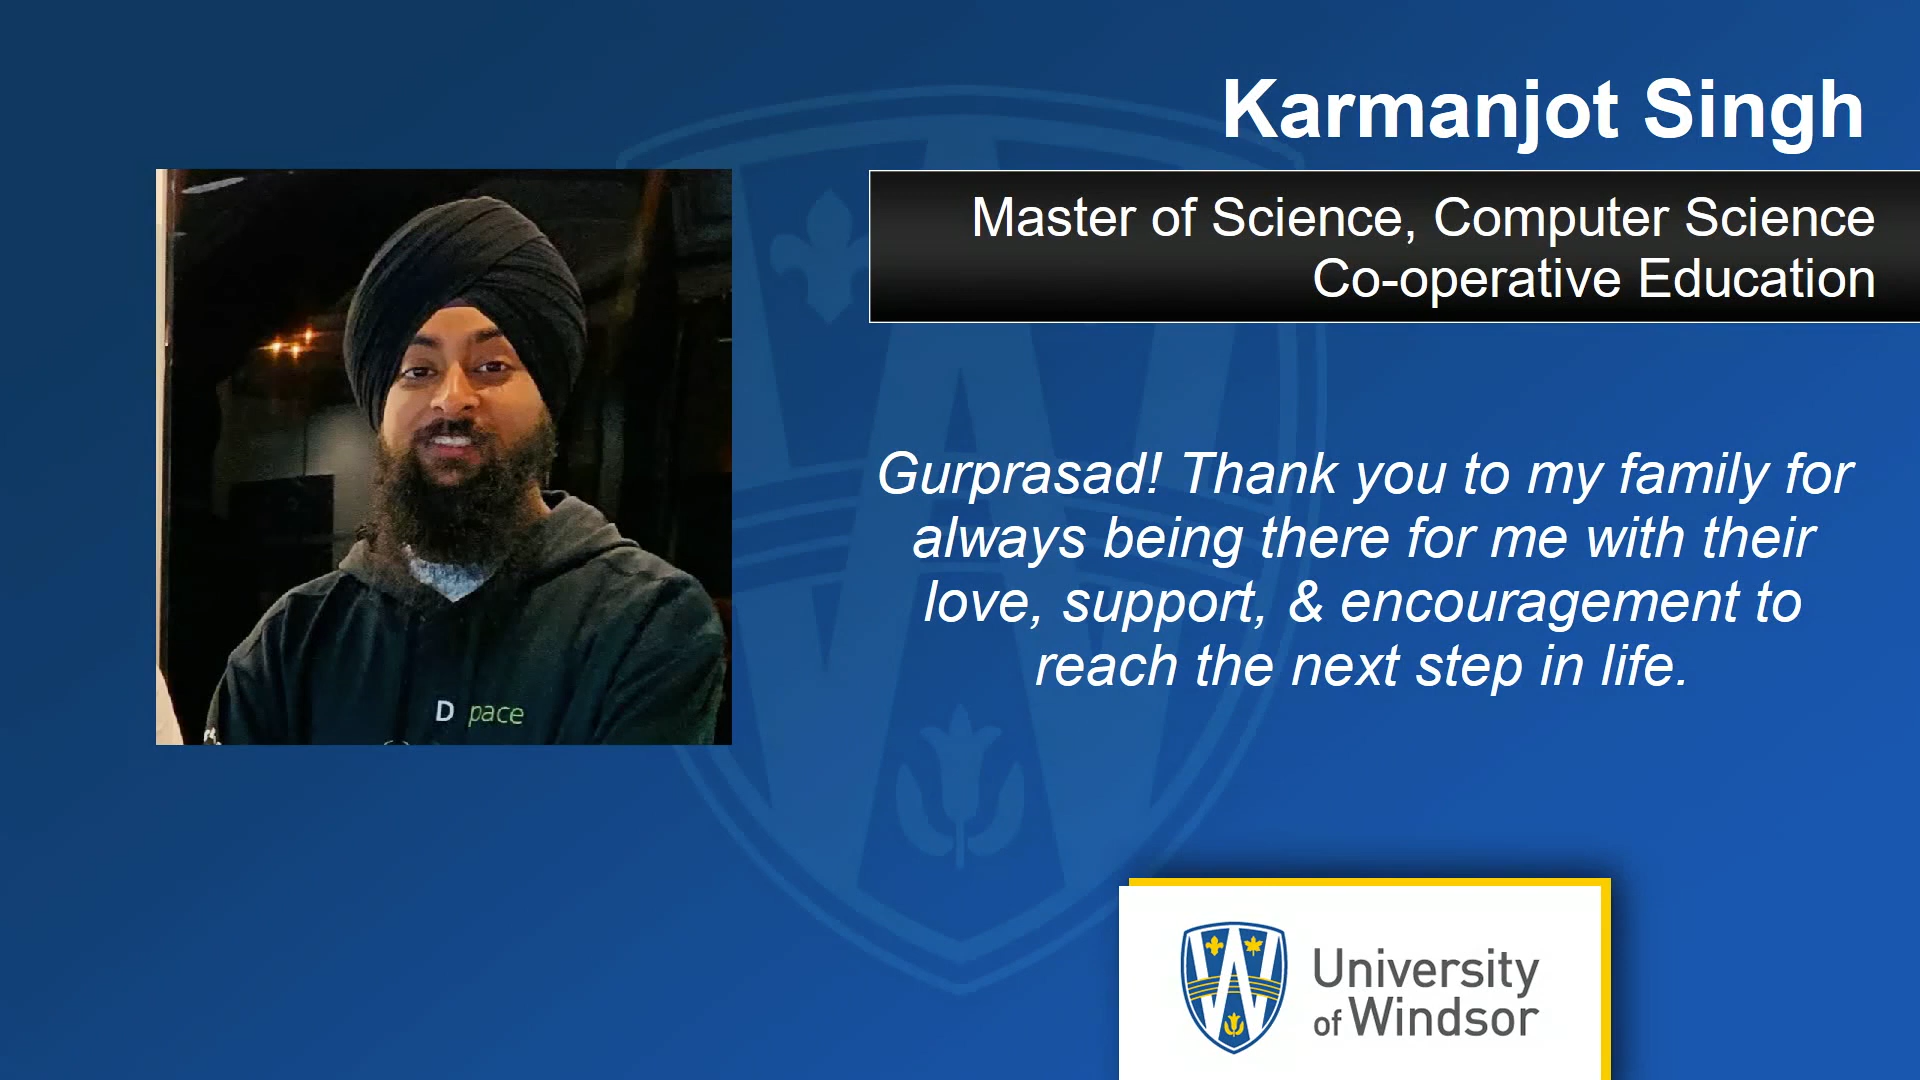 Karmanjot Singh
Master of Science, Computer Science
Co-operative Education
Gurprasad! Thank you to my family for
always being there for me with their
love, support, & encouragement to
reach the next step in life.
D pace
University
of Windsor